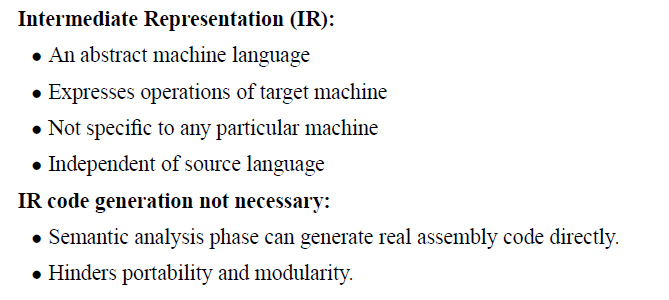 Intermediate Representation (IR):
• An abstract machine language
• Expresses operations of target machine
• Not specific to any particular machine
• Independent of source language
IR code generation not necessary:
• Semantic analysis phase can generate real assembly code directly.
• Hinders portability and modularity.